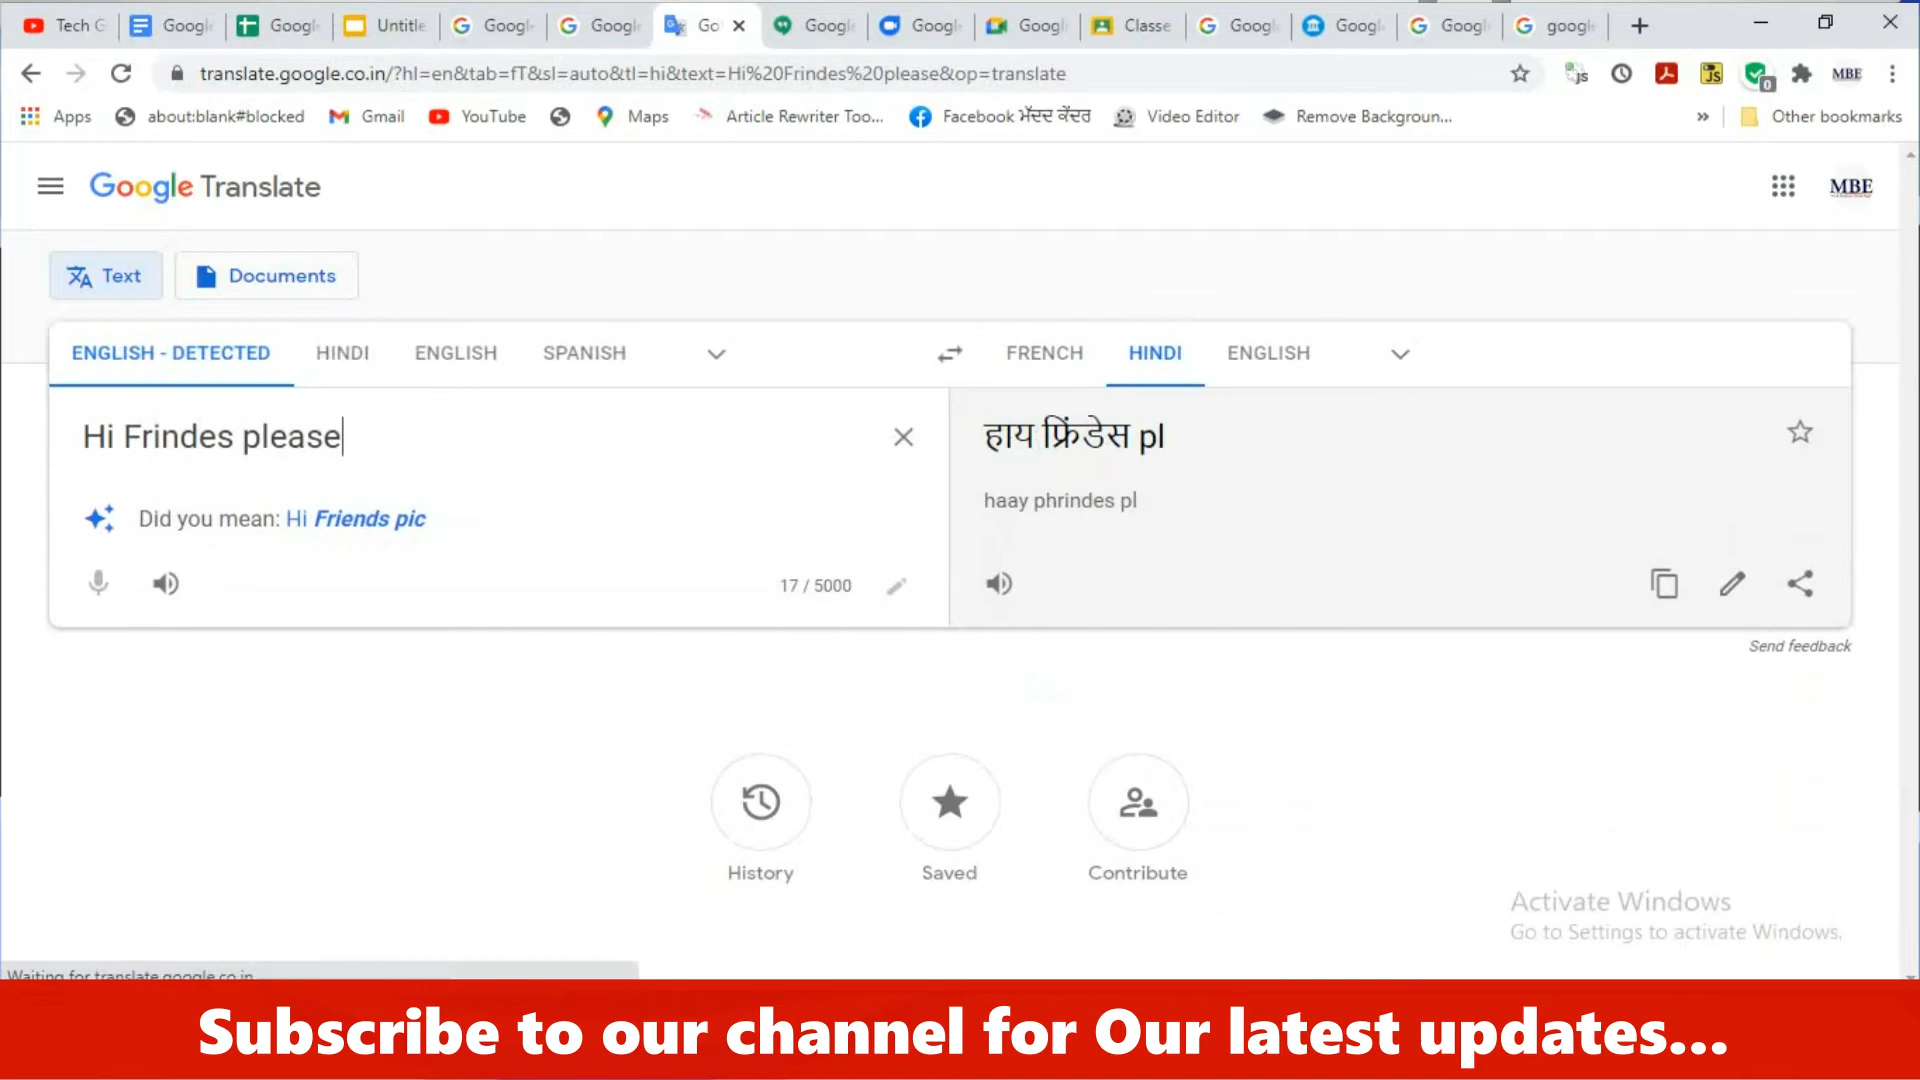 Tech G Googl Googl Untitle Googl Googl Go Googl Googl Googl Classe Googl Googl Googl googl
translate.google.co.in/?hl=en&tab=fT&sl=auto&tl=hi&text=Hi%20Frindes%20please&op=translate JS JS 0 MBE
Apps about:blank#blocked Gmail YouTube Maps Article Rewriter Too... Facebook ਮੱਦਦ ਕੇਂਦਰ Video Editor Remove Backgroun... » Other bookmarks
Google Translate MBE
Text Documents
ENGLISH - DETECTED HINDI ENGLISH SPANISH FRENCH HINDI ENGLISH
Hi Frindes please
हाय फ्रिंडेस pl
haay phrindes pl
Did you mean: Hi Friends pic
17 / 5000
Send feedback
History Saved Contribute
Activate Windows
Go to Settings to activate Windows.
Waiting for translate.google.co.in
Subscribe to our channel for Our latest updates...